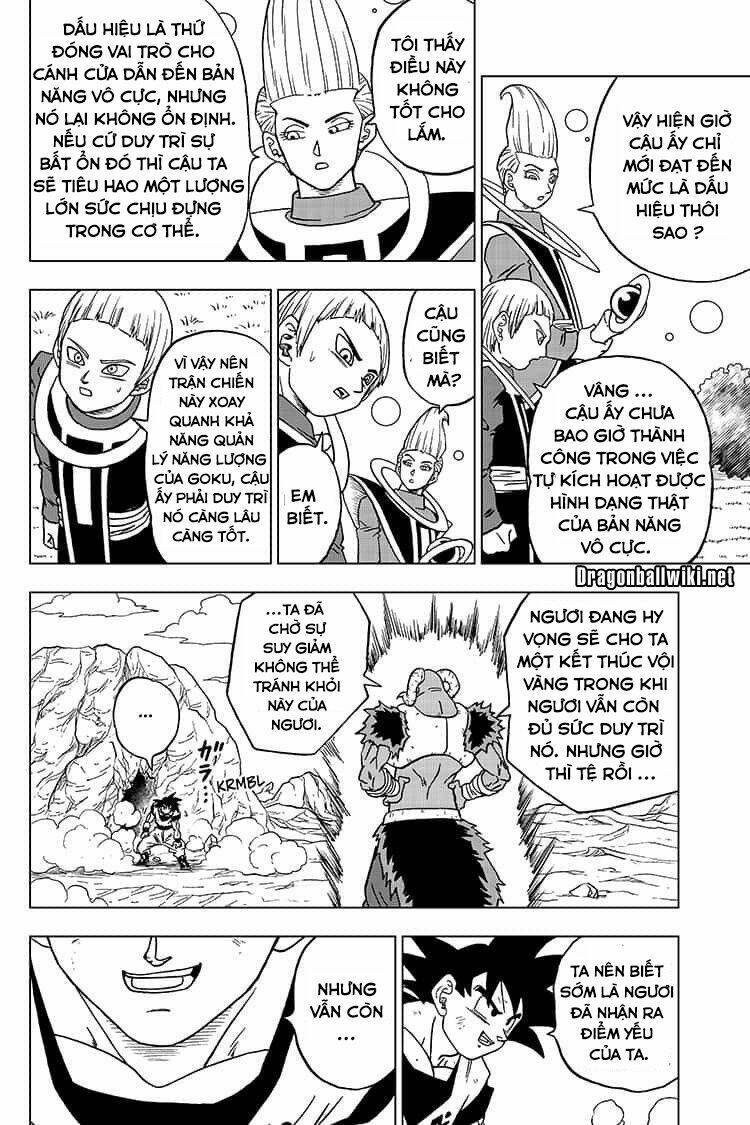 VẬY HIỆN GIỜ
CẬU ẤY CHỈ
MỚI ĐẠT ĐẾN
MỨC LÀ DẤU
HIỆU THÔI
SAO ?
VÂNG ...
CẬU ẤY CHƯA
BAO GIỜ THÀNH
CÔNG TRONG VIỆC
TỰ KÍCH HOẠT ĐƯỢC
HÌNH DẠNG THẬT
CỦA BẢN NĂNG
VÔ CỰC.
TÔI THẤY
ĐIỀU NÀY
KHÔNG
TỐT CHO
LẮM.
DẤU HIỆU LÀ THỨ
ĐÓNG VAI TRÒ CHO
CÁNH CỬA DẪN ĐẾN BẢN
NĂNG VÔ CỰC, NHƯNG
NÓ LẠI KHÔNG ỔN ĐỊNH.
NẾU CỨ DUY TRÌ SỰ
BẤT ỔN ĐÓ THÌ CẬU TA
SẼ TIÊU HAO MỘT LƯỢNG
LỚN SỨC CHỊU ĐỰNG
TRONG CƠ THỂ.
CẬU
CŨNG
BIẾT
MÀ?
EM
BIẾT.
VÌ VẬY NÊN
TRẬN CHIẾN NÀY
XOAY
QUANH KHẢ
NĂNG QUẢN
LÝ NĂNG LƯỢNG
CỦA GOKU, CẬU
ẤY PHẢI DUY TRÌ
NÓ CÀNG LÂU
CÀNG TỐT.
Dragonballwiki.net
NGƯƠI ĐANG HY
VỌNG SẼ CHO TA
MỘT KẾT THÚC VỘI
VÀNG TRONG KHI
NGƯƠI VẪN CÒN
ĐỦ SỨC DUY TRÌ
NÓ. NHƯNG GIỜ
THÌ TỆ RỒI ...
...TA ĐÃ
CHỜ SỰ
SUY GIẢM
KHÔNG THỂ
TRÁNH KHỎI
NÀY CỦA
NGƯƠI.
...
ガラ...
KRMBL
TA NÊN BIẾT
SỚM LÀ NGƯƠI
ĐÃ NHẬN RA
ĐIỂM YẾU
CỦA TA.
NHƯNG
VẪN CÒN
...